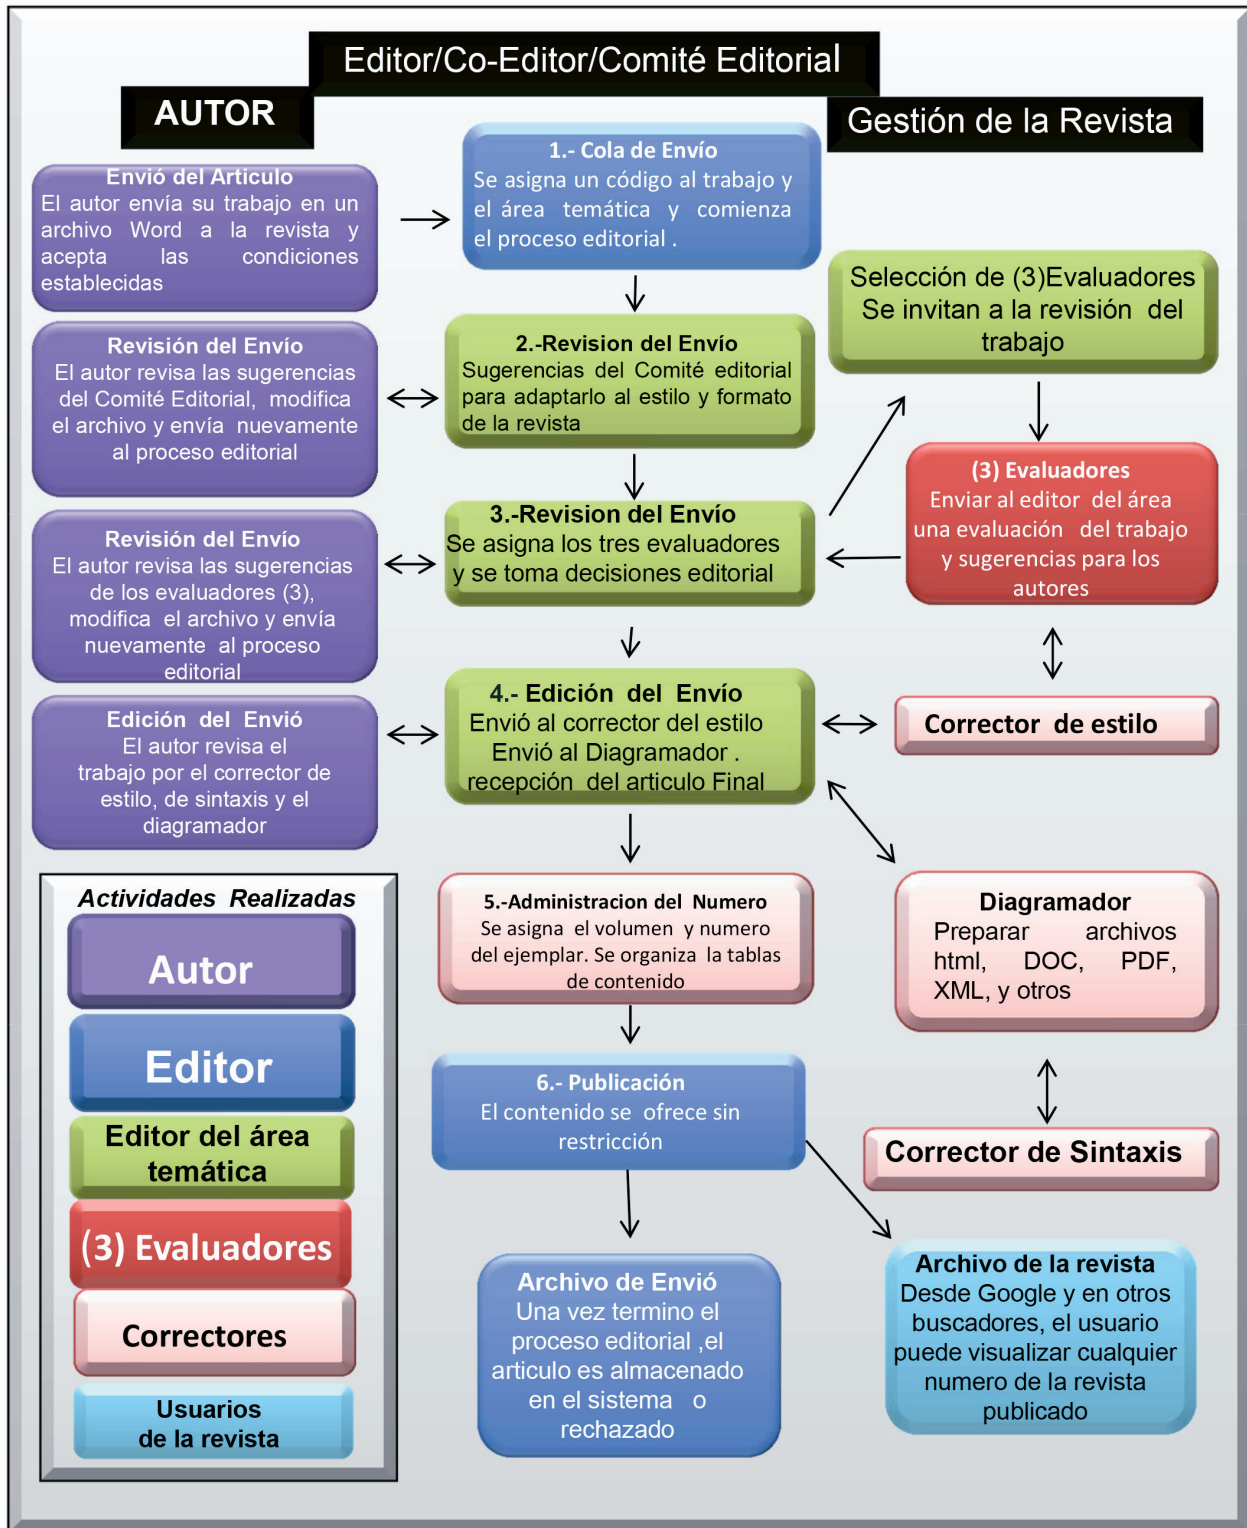 Editor/Co-Editor/Comité Editorial
AUTOR
Gestión de la Revista
Envió del Articulo
El autor envía su trabajo en un
archivo Word a la revista y
acepta las condiciones
establecidas
1.- Cola de Envío
Se asigna un código al trabajo y
el área temática y comienza
el proceso editorial .
Selección de (3)Evaluadores
Se invitan a la revisión del
trabajo
Revisión del Envío
El autor revisa las sugerencias
del Comité Editorial, modifica
el archivo y envía nuevamente
al proceso editorial
2.-Revision del Envío
Sugerencias del Comité editorial
para adaptarlo al estilo y formato
de la revista
(3) Evaluadores
Enviar al editor del área
una evaluación del trabajo
y sugerencias para los
autores
Revisión del Envío
El autor revisa las sugerencias
de los evaluadores (3),
modifica el archivo y envía
nuevamente al proceso
editorial
3.-Revision del Envío
Se asigna los tres evaluadores
y se toma decisiones editorial
Edición del Envió
El autor revisa el
trabajo por el corrector de
estilo, de sintaxis y el
diagramador
4.- Edición del Envío
Envió al corrector del estilo
Envió al Diagramador .
recepción del articulo Final
Corrector de estilo
5.-Administracion del Numero
Se asigna el volumen y numero
del ejemplar. Se organiza la tablas
de contenido
Diagramador
Preparar archivos
html, DOC, PDF,
XML, y otros
6.- Publicación
El contenido se ofrece sin
restricción
Corrector de Sintaxis
Archivo de Envió
Una vez termino el
proceso editorial ,el
articulo es almacenado
en el sistema o
rechazado
Archivo de la revista
Desde Google y en otros
buscadores, el usuario
puede visualizar cualquier
numero de la revista
publicado
Actividades Realizadas
Autor
Editor
Editor del área
temática
(3) Evaluadores
Correctores
Usuarios
de la revista